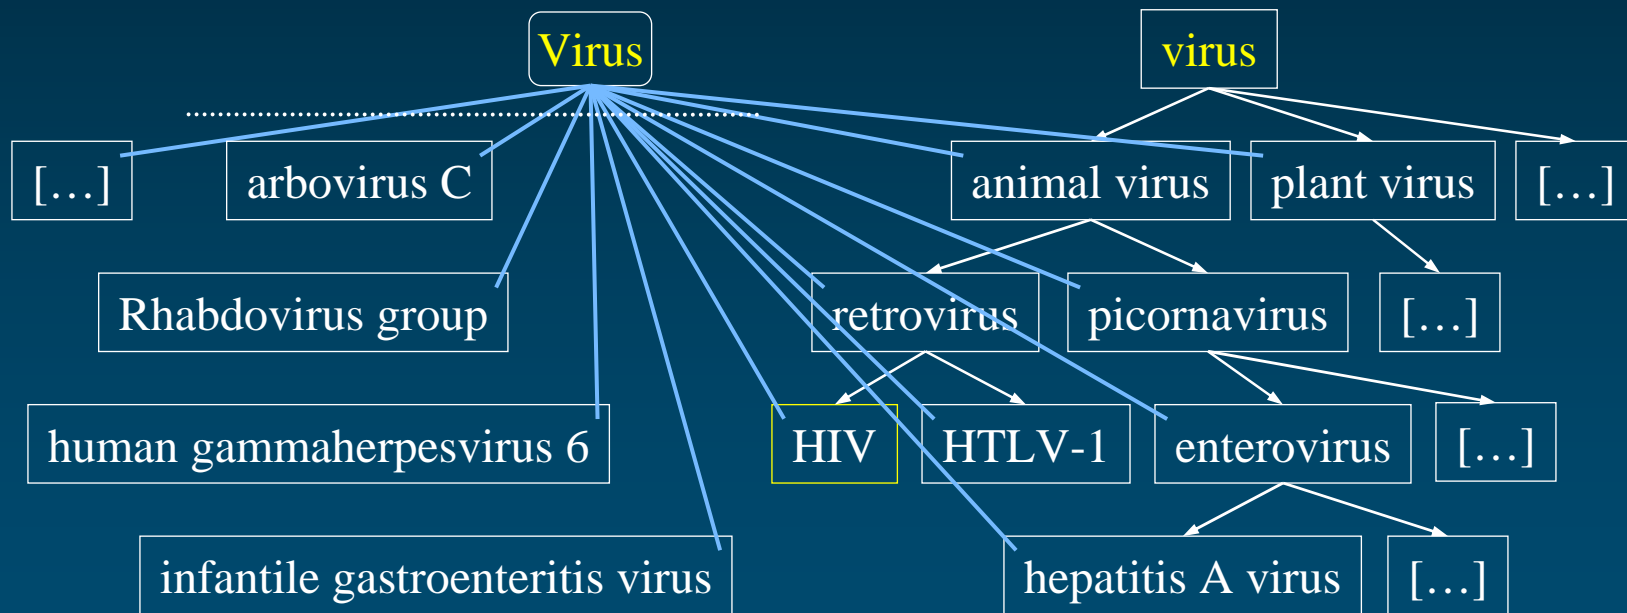 Virus
virus
[…]
arbovirus C
animal virus
plant virus
[…]
Rhabdovirus group
retrovirus
picornavirus
[…]
human gammaherpesvirus 6
HIV
HTLV-1
enterovirus
[…]
infantile gastroenteritis virus
hepatitis A virus
[…]